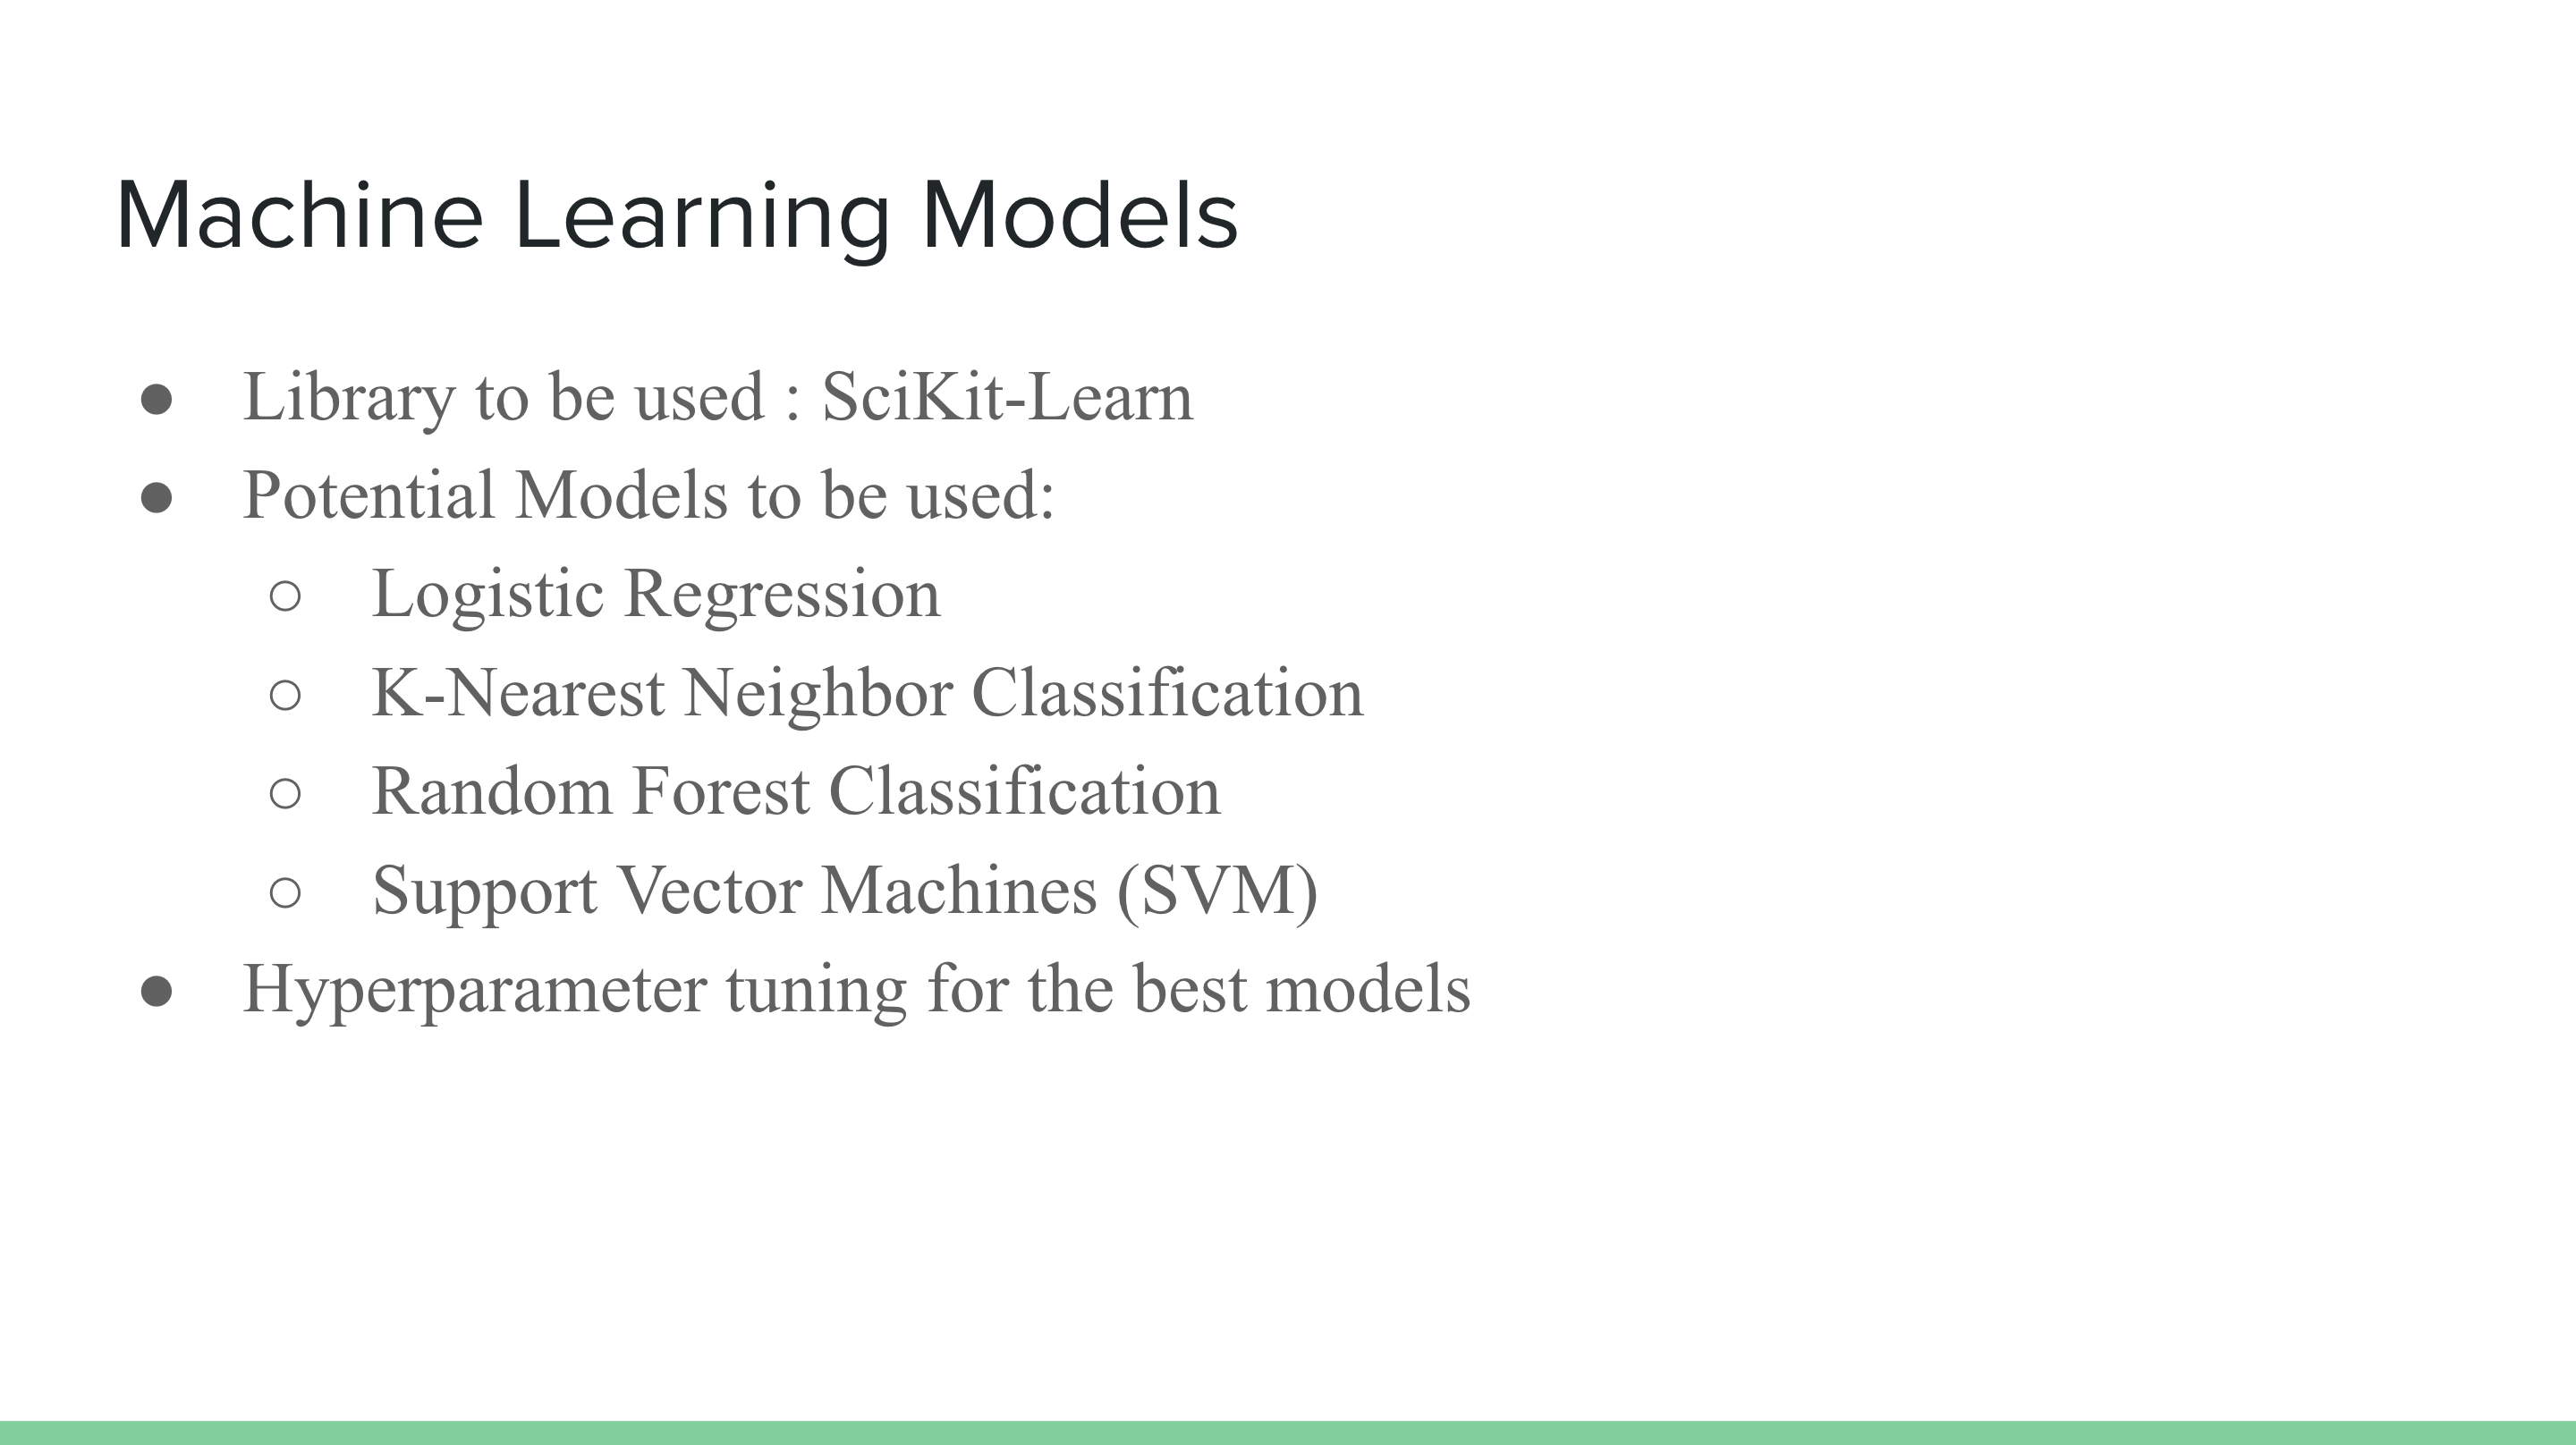 Machine Learning Models
● Library to be used : SciKit-Learn
● Potential Models to be used:
○ Logistic Regression
○ K-Nearest Neighbor Classification
○ Random Forest Classification
○ Support Vector Machines (SVM)
● Hyperparameter tuning for the best models